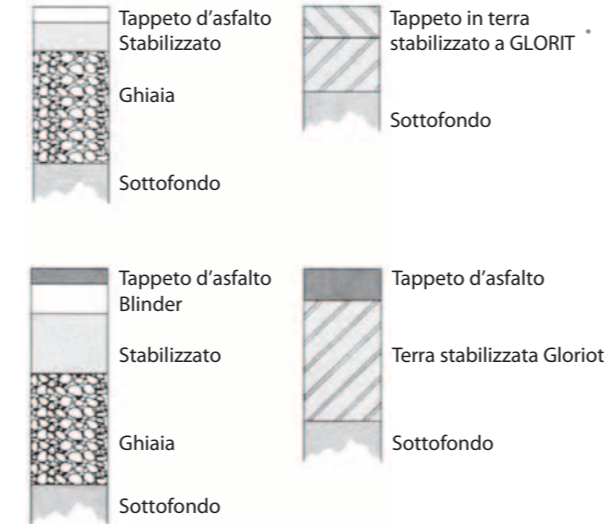 Tappeto d'asfalto
Stabilizzato
Ghiaia
Sottofondo
Tappeto in terra
stabilizzato a GLORIT °
Sottofondo
Tappeto d'asfalto
Blinder
Stabilizzato
Ghiaia
Sottofondo
Tappeto d'asfalto
Terra stabilizzata Gloriot
Sottofondo